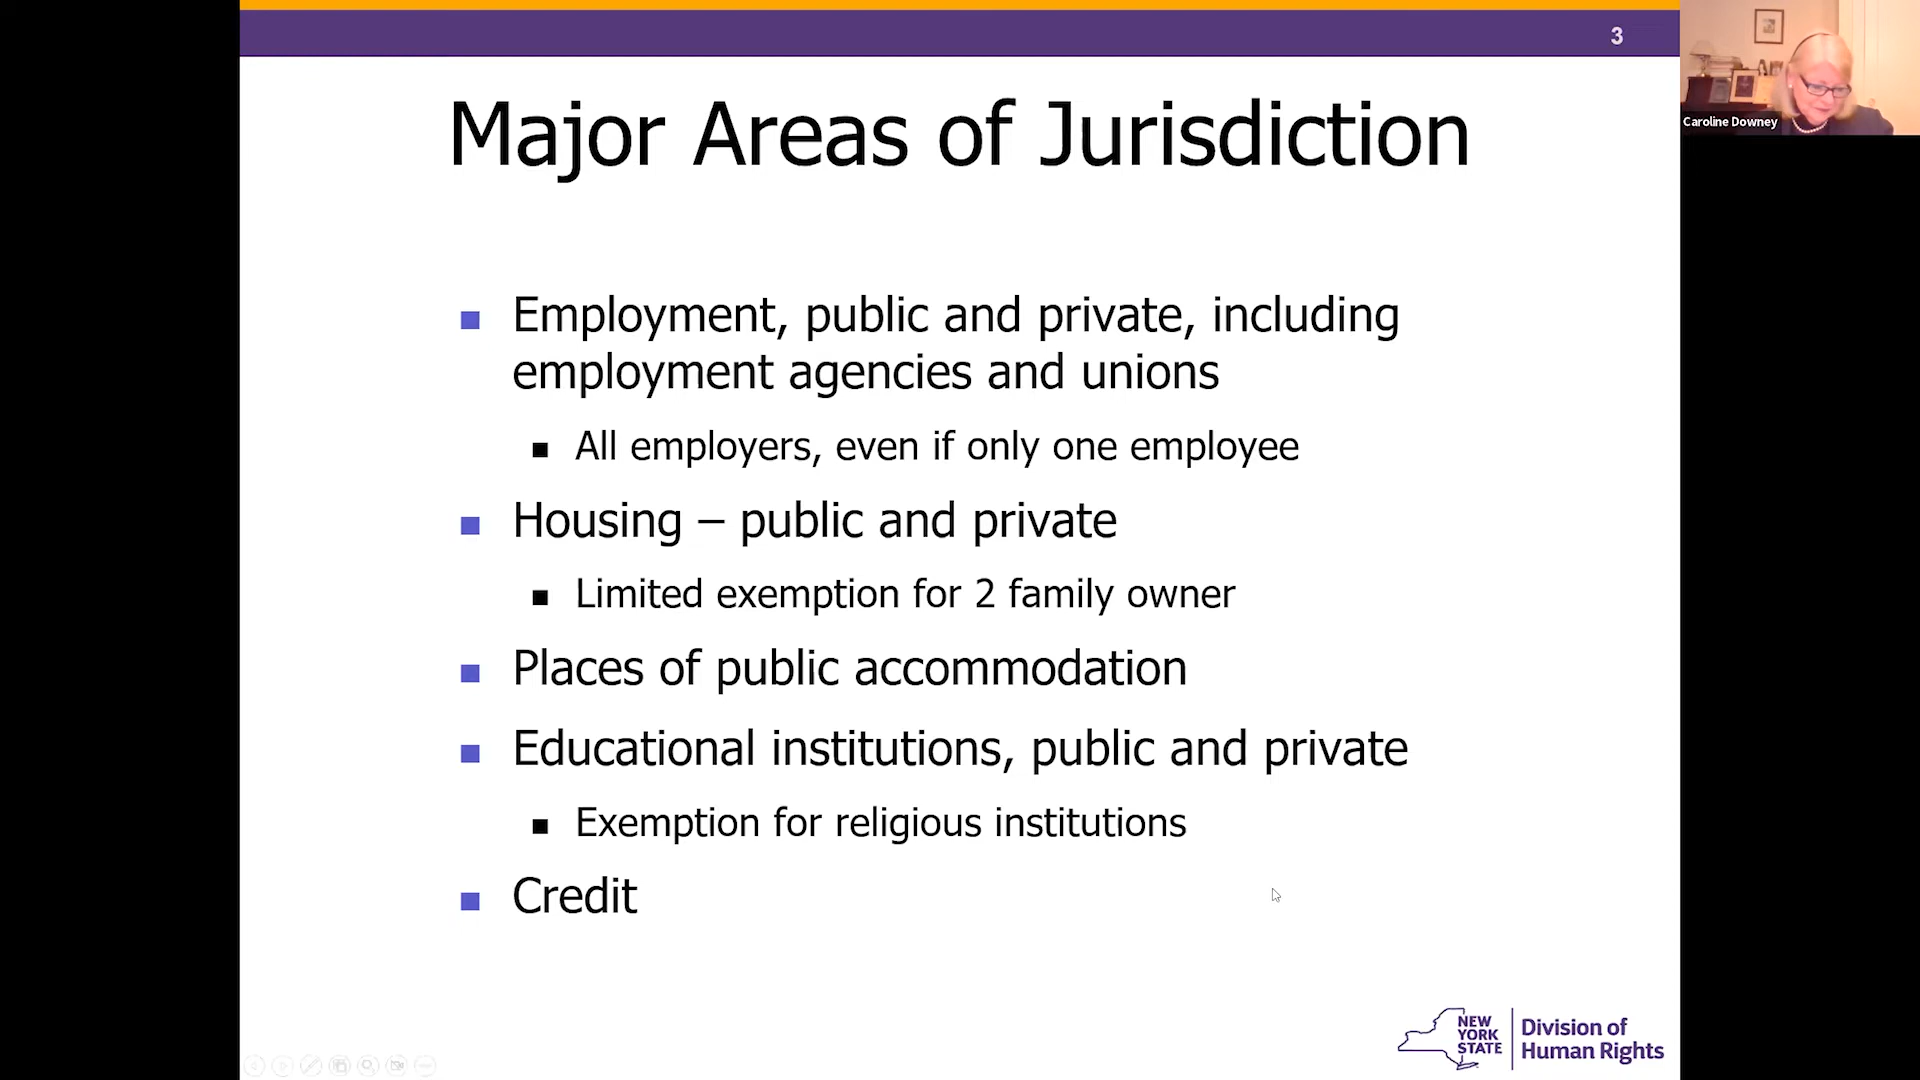 3
Caroline Downey
Major Areas of Jurisdiction
Employment, public and private, including
employment agencies and unions
All employers, even if only one employee
Housing – public and private
Limited exemption for 2 family owner
Places of public accommodation
Educational institutions, public and private
Exemption for religious institutions
Credit
NEW
YORK
STATE
Division of
Human Rights